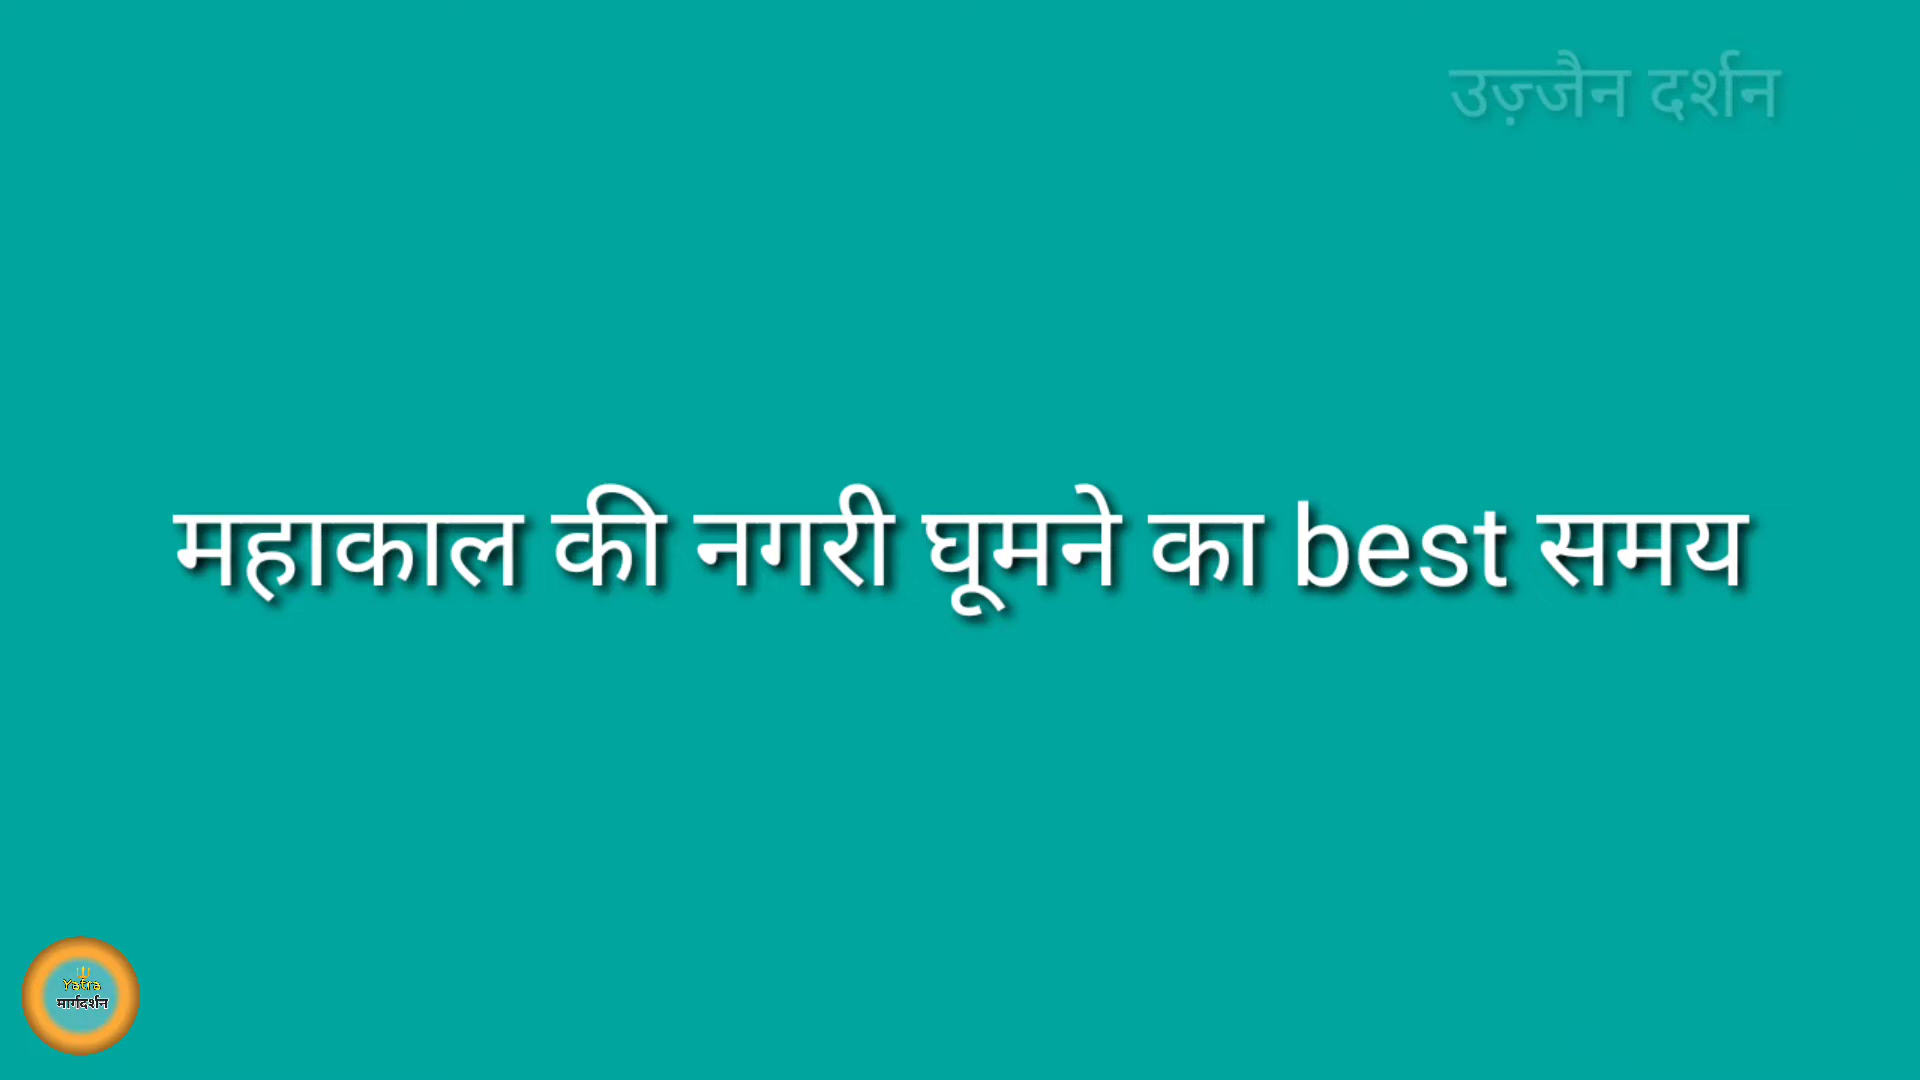 उज़्जैन दर्शन
महाकाल की नगरी घूमने का best समय
Yatra
मार्गदर्शन